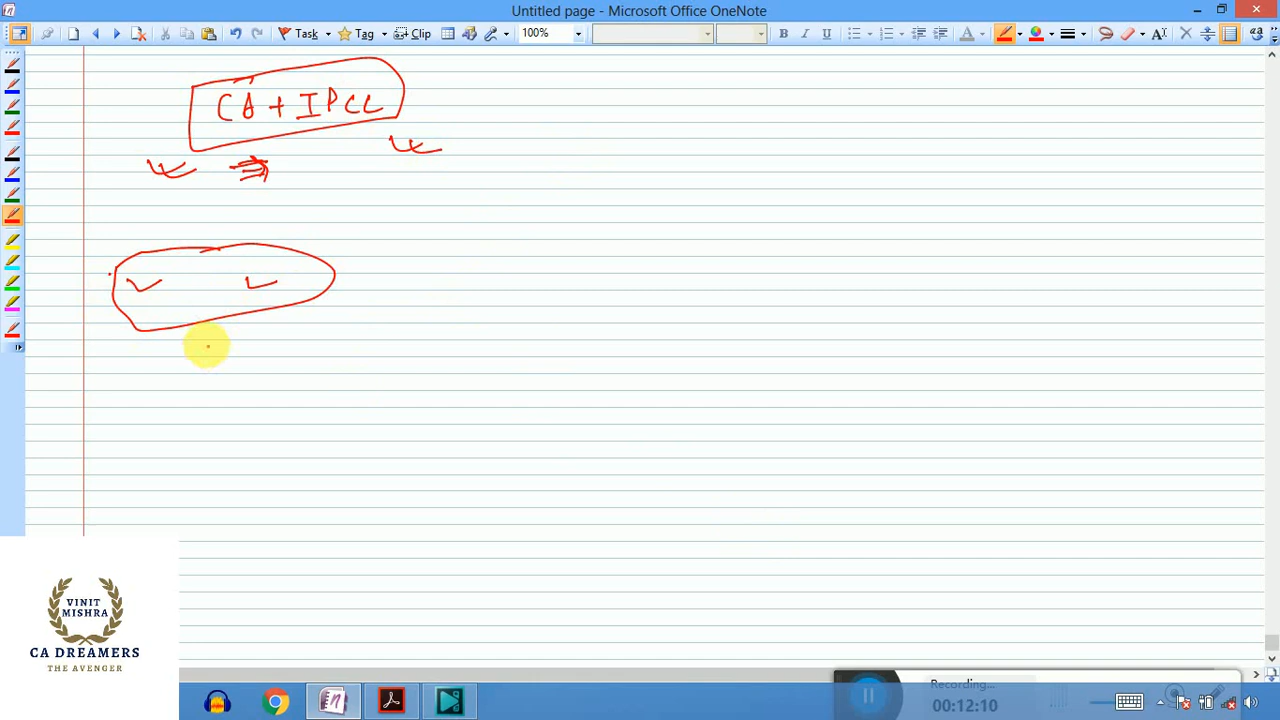 Untitled page - Microsoft Office OneNote
Task Tag Clip 100% B I U A
CA + IPCC
VINIT
MISHRA
CA DREAMERS
THE AVENGER
Recording...
00:12:10